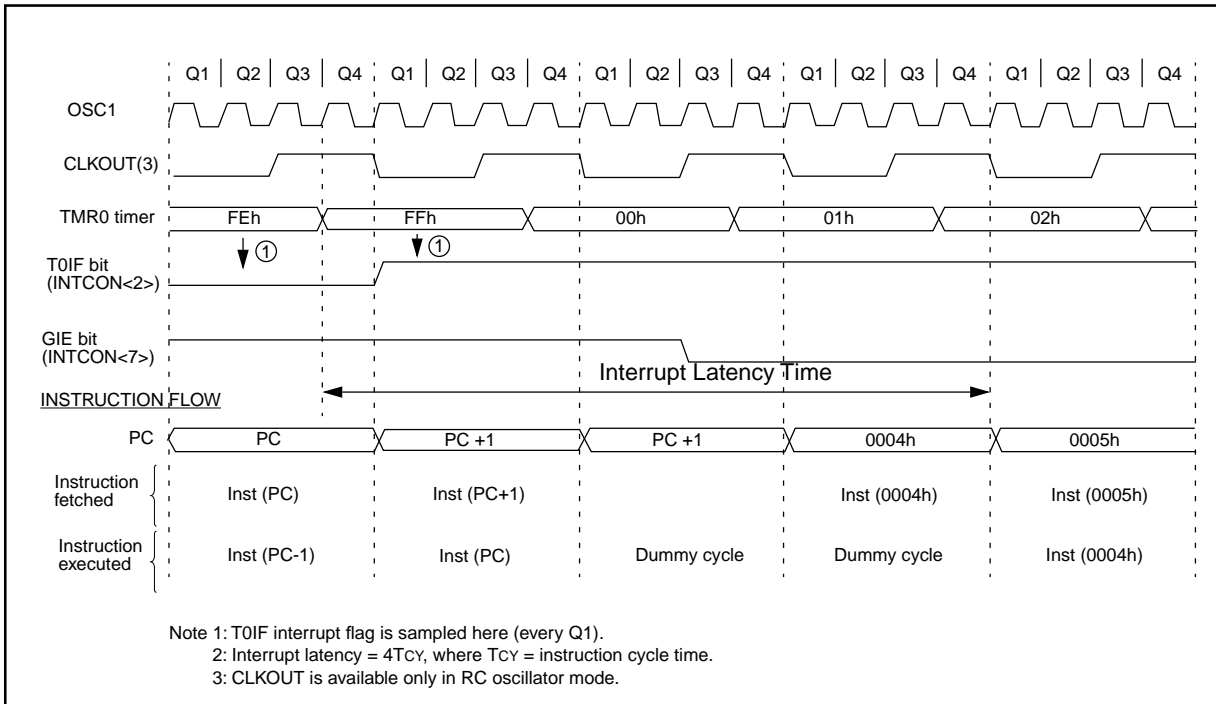 Q1 Q2 Q3 Q4 Q1 Q2 Q3 Q4 Q1 Q2 Q3 Q4 Q1 Q2 Q3 Q4 Q1 Q2 Q3 Q4
OSC1
CLKOUT(3)
TMR0 timer FEh FFh 00h 01h 02h
1 1
T0IF bit
(INTCON<2>)
GIE bit
(INTCON<7>)
Interrupt Latency Time
INSTRUCTION FLOW
PC PC PC +1 PC +1 0004h 0005h
Instruction
fetched
Inst (PC) Inst (PC+1) Inst (0004h) Inst (0005h)
Instruction
executed
Inst (PC-1) Inst (PC) Dummy cycle Dummy cycle Inst (0004h)
Note 1: T0IF interrupt flag is sampled here (every Q1).
2: Interrupt latency = 4TCY, where TCY = instruction cycle time.
3: CLKOUT is available only in RC oscillator mode.